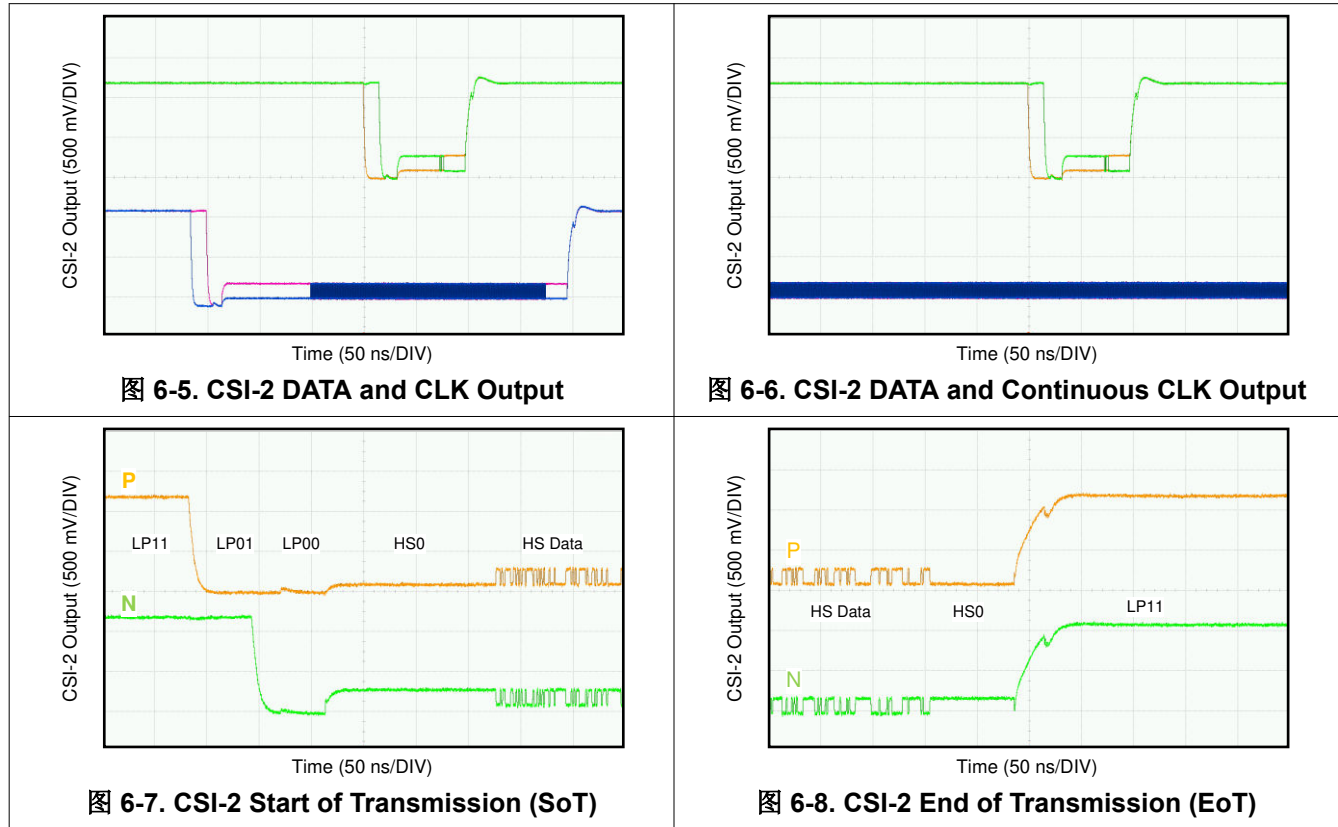 CSI-2 Output (500 mV/DIV)
Time (50 ns/DIV)
图 6-5. CSI-2 DATA and CLK Output
CSI-2 Output (500 mV/DIV)
Time (50 ns/DIV)
图 6-6. CSI-2 DATA and Continuous CLK Output
CSI-2 Output (500 mV/DIV)
P
LP11 LP01 LP00 HS0 HS Data
N
Time (50 ns/DIV)
图 6-7. CSI-2 Start of Transmission (SoT)
CSI-2 Output (500 mV/DIV)
P
HS Data HS0 LP11
N
Time (50 ns/DIV)
图 6-8. CSI-2 End of Transmission (EoT)